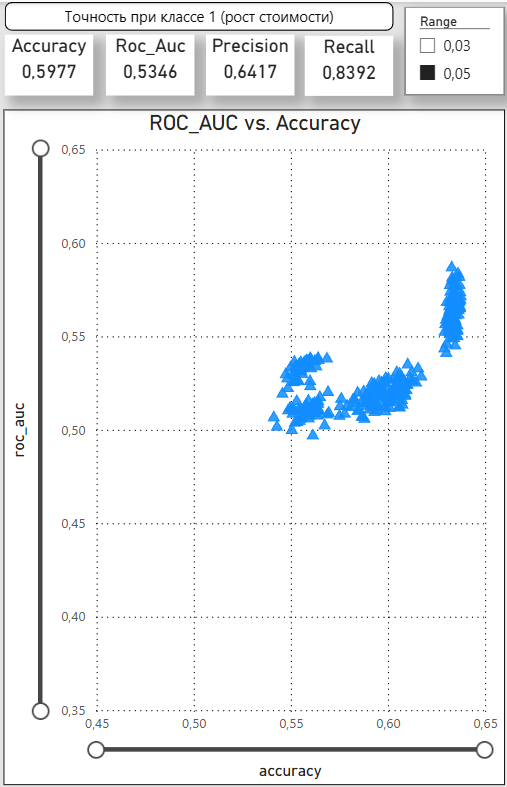 Точность при классе 1 (рост стоимости)
Accuracy
0,5977
Roc_Auc
0,5346
Precision
0,6417
Recall
0,8392
Range
0,03
0,05
ROC_AUC vs. Accuracy
0,65
0,60
0,55
0,50
0,45
0,40
0,35
roc_auc
0,45 0,50 0,55 0,60 0,65
accuracy